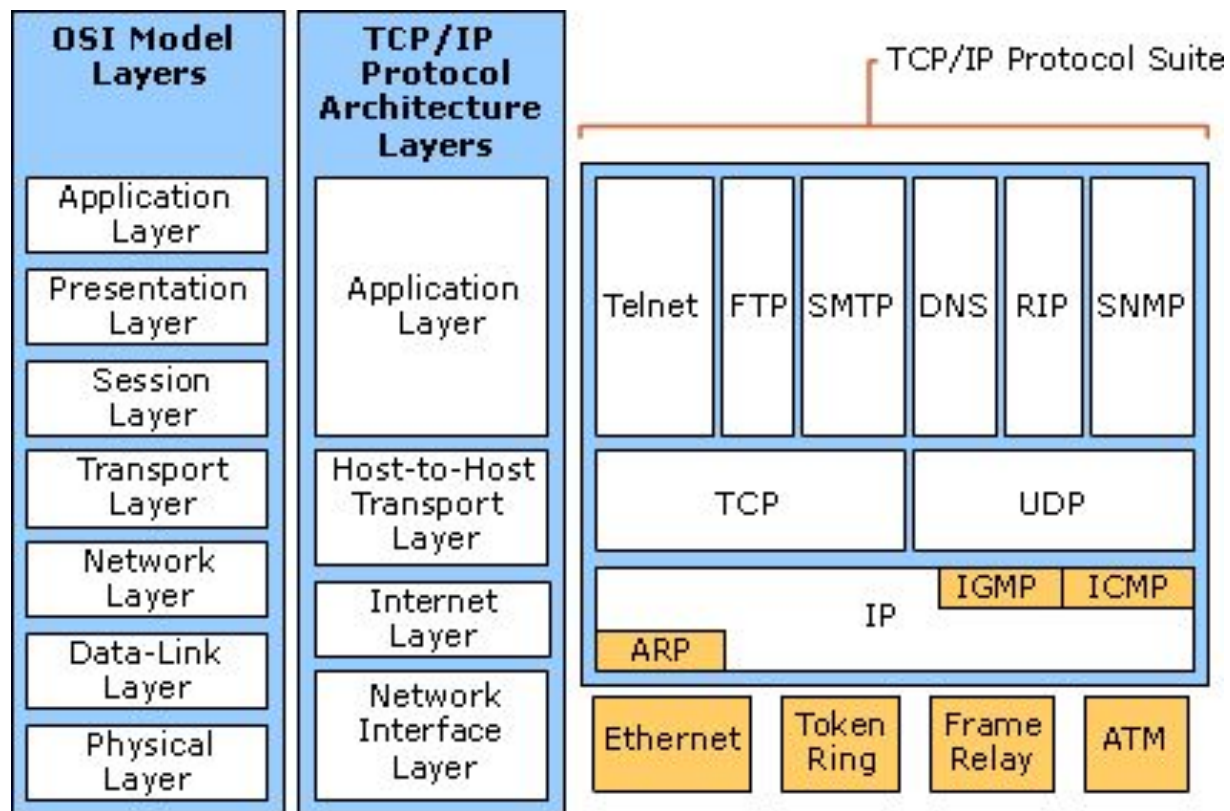 OSI Model
Layers
Application
Layer
Presentation
Layer
Session
Layer
Transport
Layer
Network
Layer
Data-Link
Layer
Physical
Layer
TCP/IP
Protocol
Architecture
Layers
Application
Layer
Host-to-Host
Transport
Layer
Internet
Layer
Network
Interface
Layer
TCP/IP Protocol Suite
Telnet
FTP
SMTP
DNS
RIP
SNMP
TCP
UDP
IGMP
ICMP
IP
ARP
Ethernet
Token
Ring
Frame
Relay
ATM